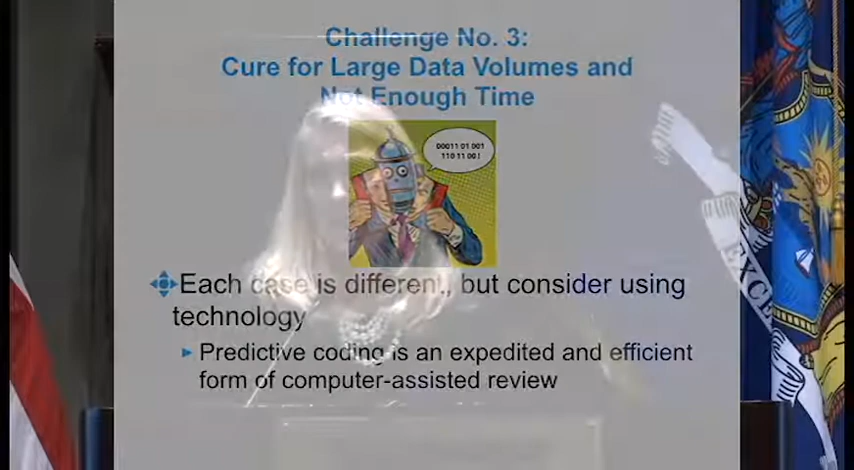 Challenge No. 3:
Cure for Large Data Volumes and
Not Enough Time
00011 01 001
110 11 00 !
Each case is different, but consider using
technology
Predictive coding is an expedited and efficient
form of computer-assisted review
EXCE